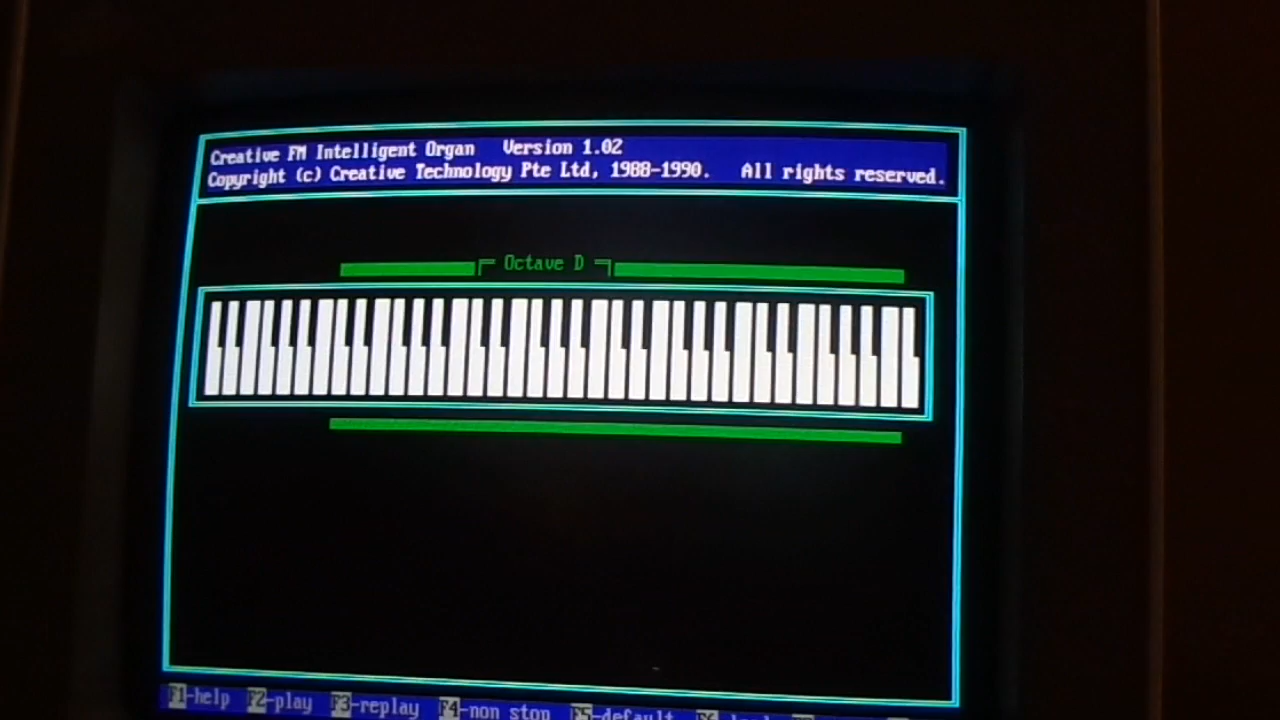 Creative FM Intelligent Organ Version 1.02
Copyright (c) Creative Technology Pte Ltd, 1988-1990. All rights reserved.
Octave D
F1-help F2-play F3-replay F4-non stop F5-default